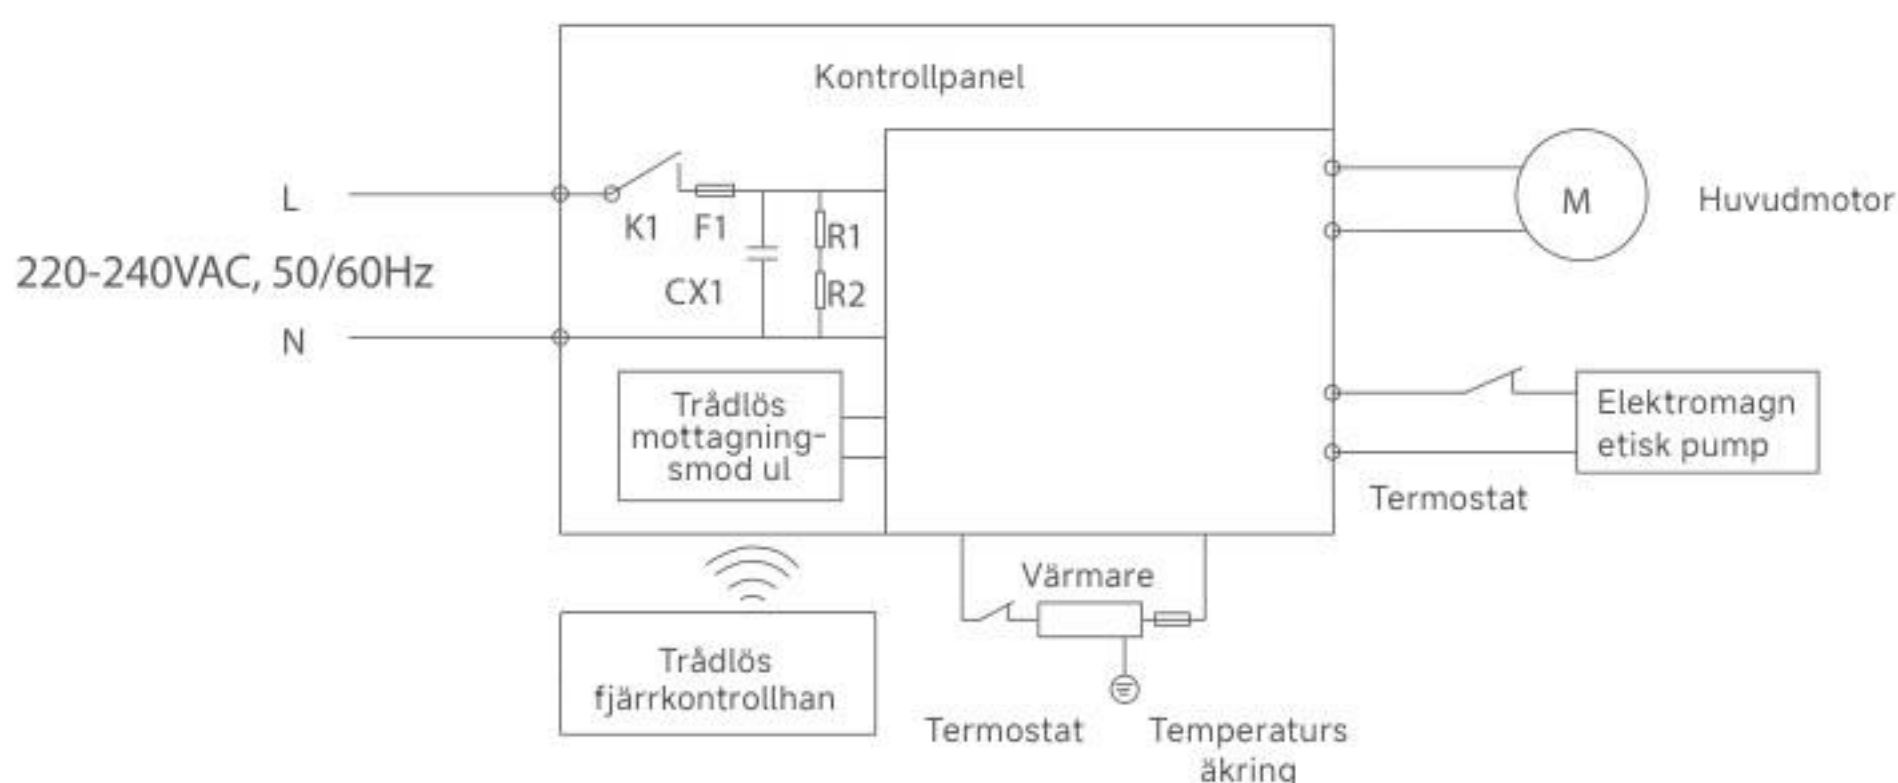 Kontrollpanel
L
K1
F1
R1
M
Huvudmotor
220-240VAC, 50/60Hz
CX1
R2
N
Trådlös
mottagning-
smod ul
Elektromagn
etisk pump
Termostat
Värmare
Trådlös
fjärrkontrollhan
Termostat
Temperaturs
äkring